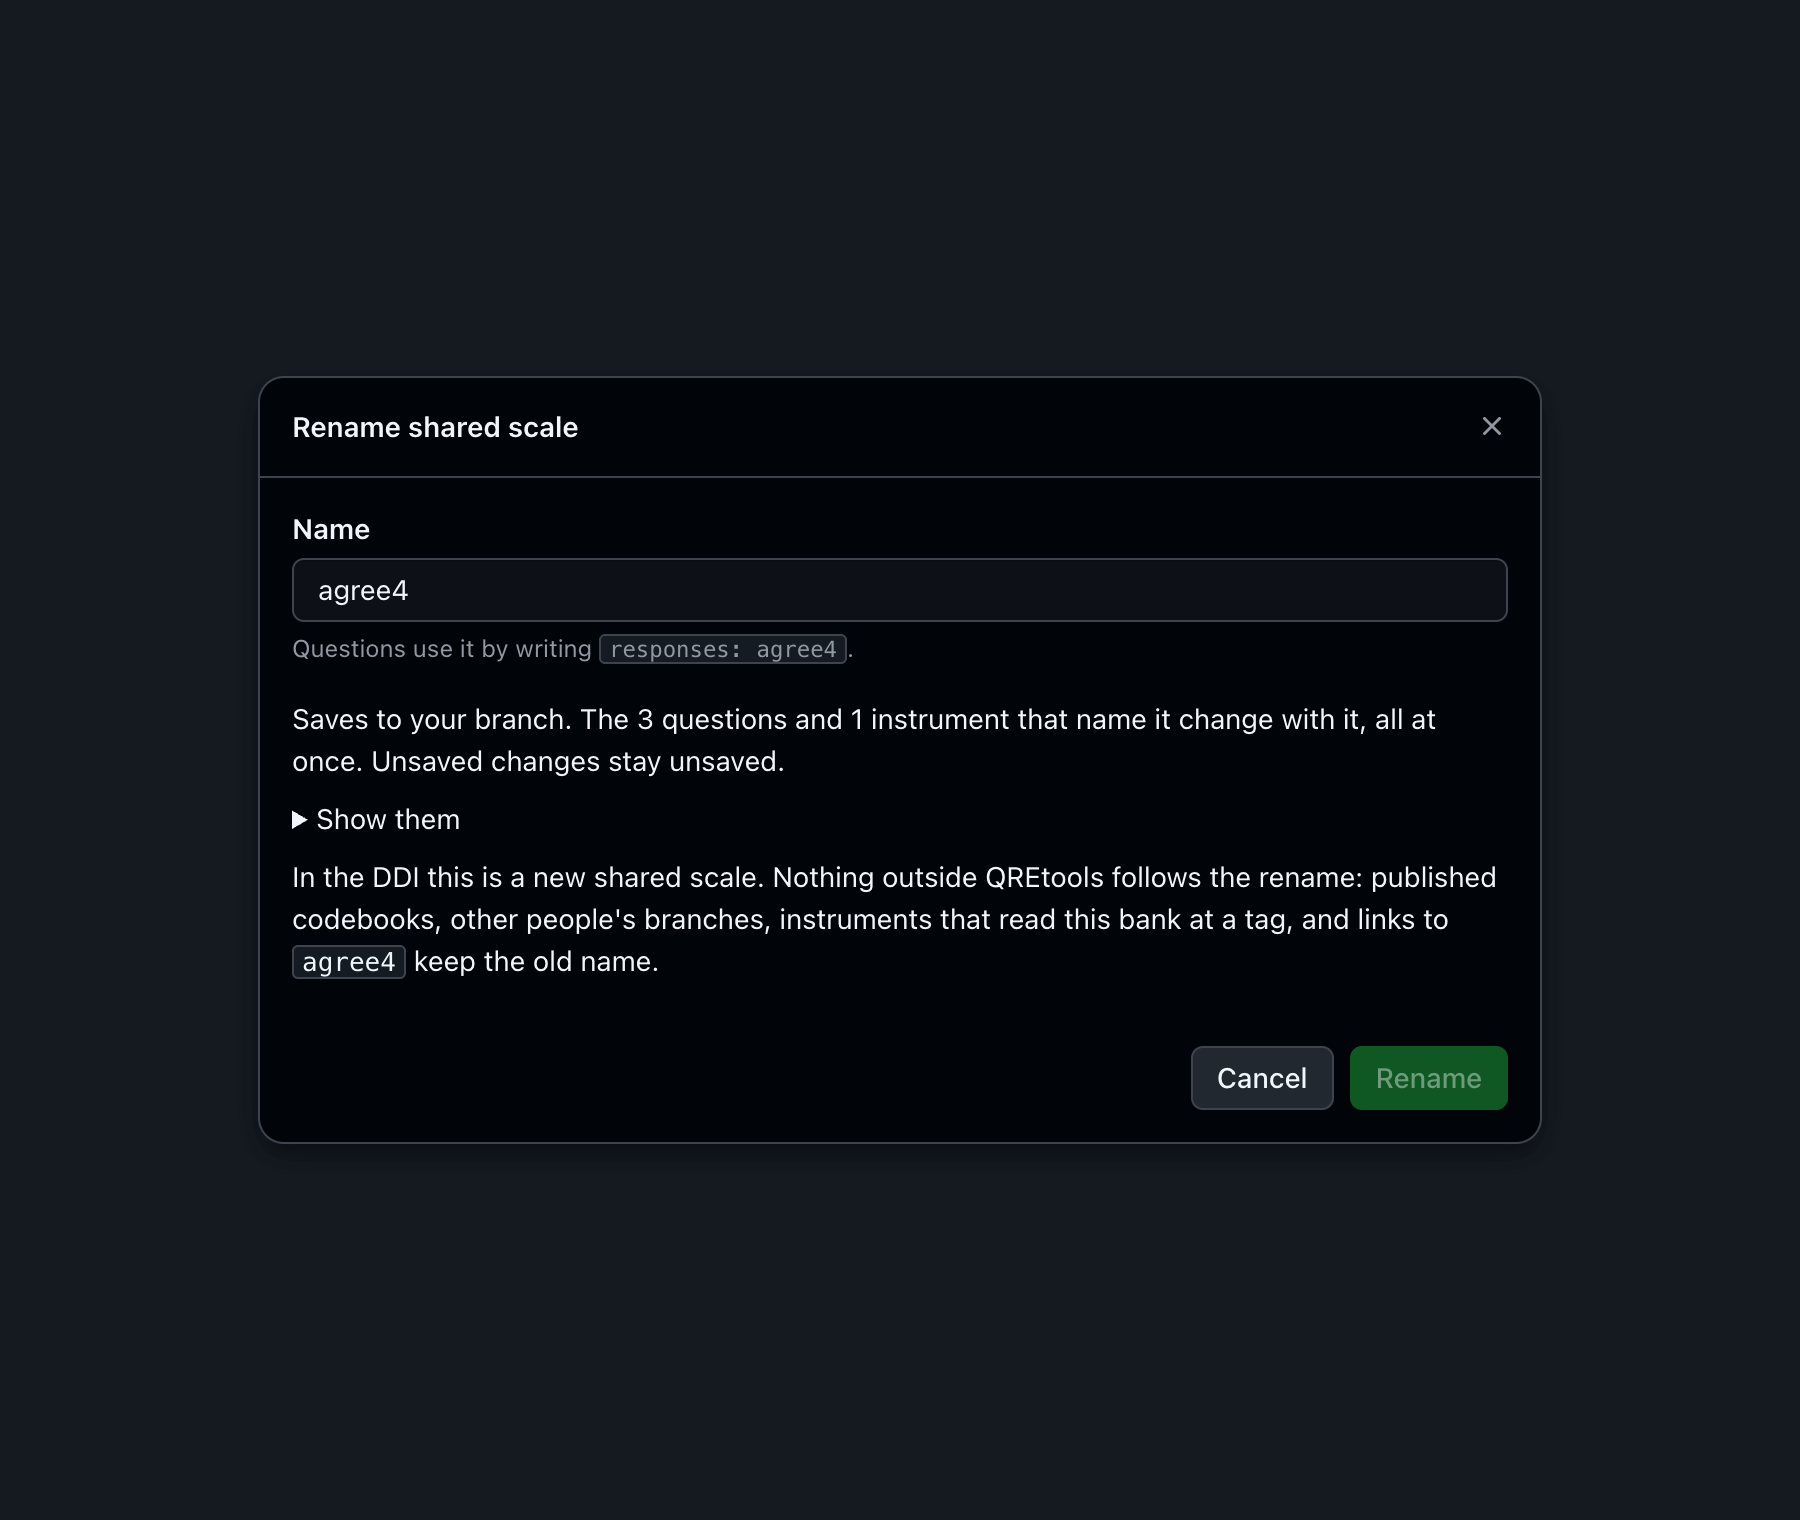 Rename shared scale
Name
agree4
Questions use it by writing responses: agree4.
Saves to your branch. The 3 questions and 1 instrument that name it change with it, all at
once. Unsaved changes stay unsaved.
Show them
In the DDI this is a new shared scale. Nothing outside QREtools follows the rename: published
codebooks, other people's branches, instruments that read this bank at a tag, and links to
agree4 keep the old name.
Cancel Rename